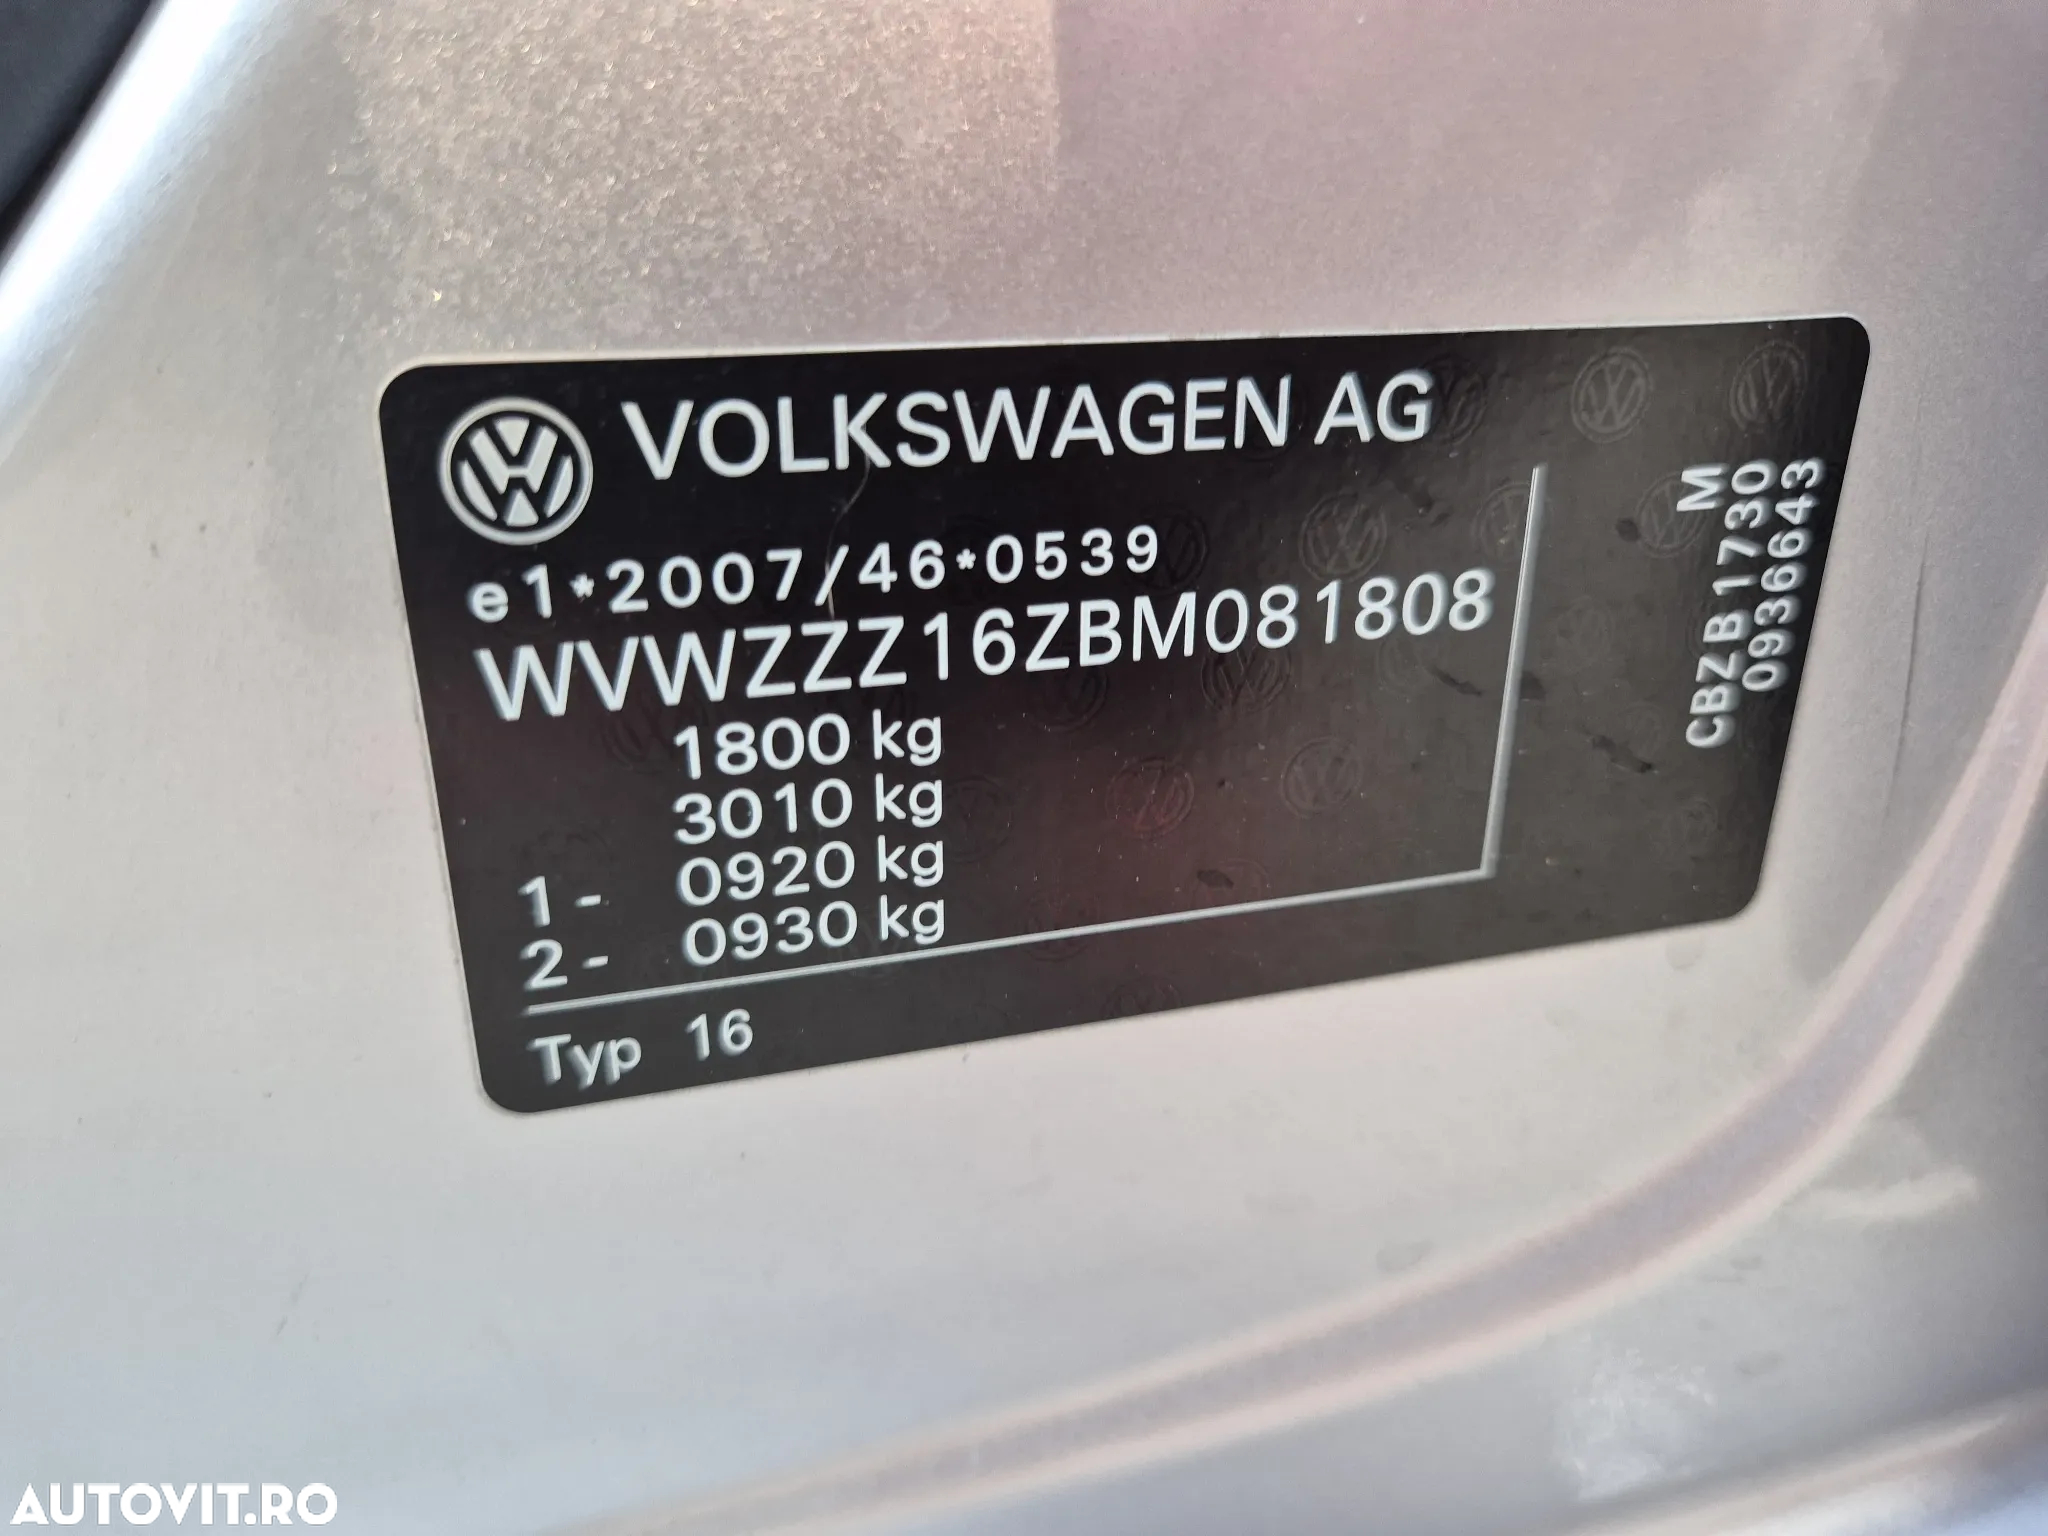 VOLKSWAGEN AG
e1*2007/46*0539
WVWZZZ16ZBM081808
1800 kg
3010 kg
1- 0920 kg
2- 0930 kg
Typ 16
M
CBZB 1730
0936643
AUTOVIT.RO